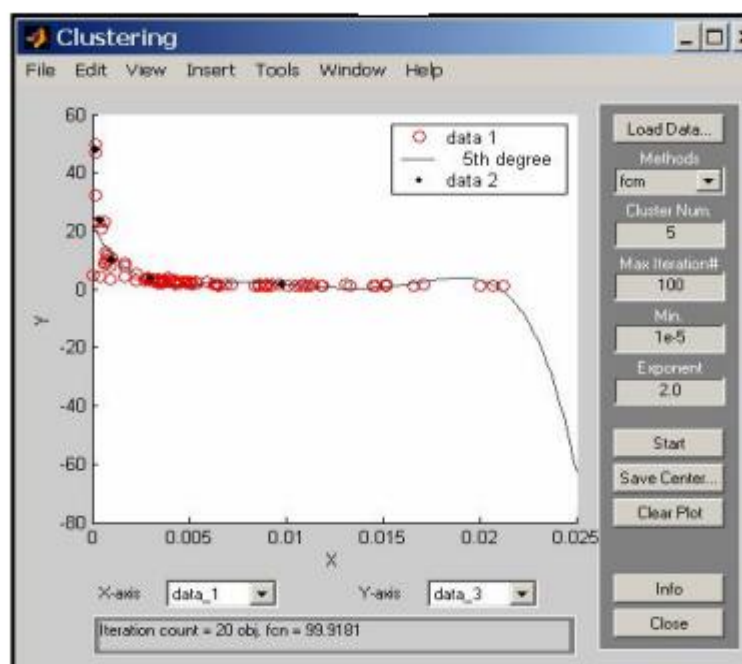 Clustering
File Edit View Insert Tools Window Help
60
40
20
0
-20
-40
-60
-80
Y
0 0.005 0.01 0.015 0.02 0.025
X
data 1
5th degree
data 2
Load Data...
Methods
fcm
Cluster Num.
5
Max Iteration#
100
Min.
1e-5
Exponent
2.0
Start
Save Center...
Clear Plot
Info
Close
X-axis data_1 Y-axis data_3
Iteration count = 20 obj. fcn = 99.9181